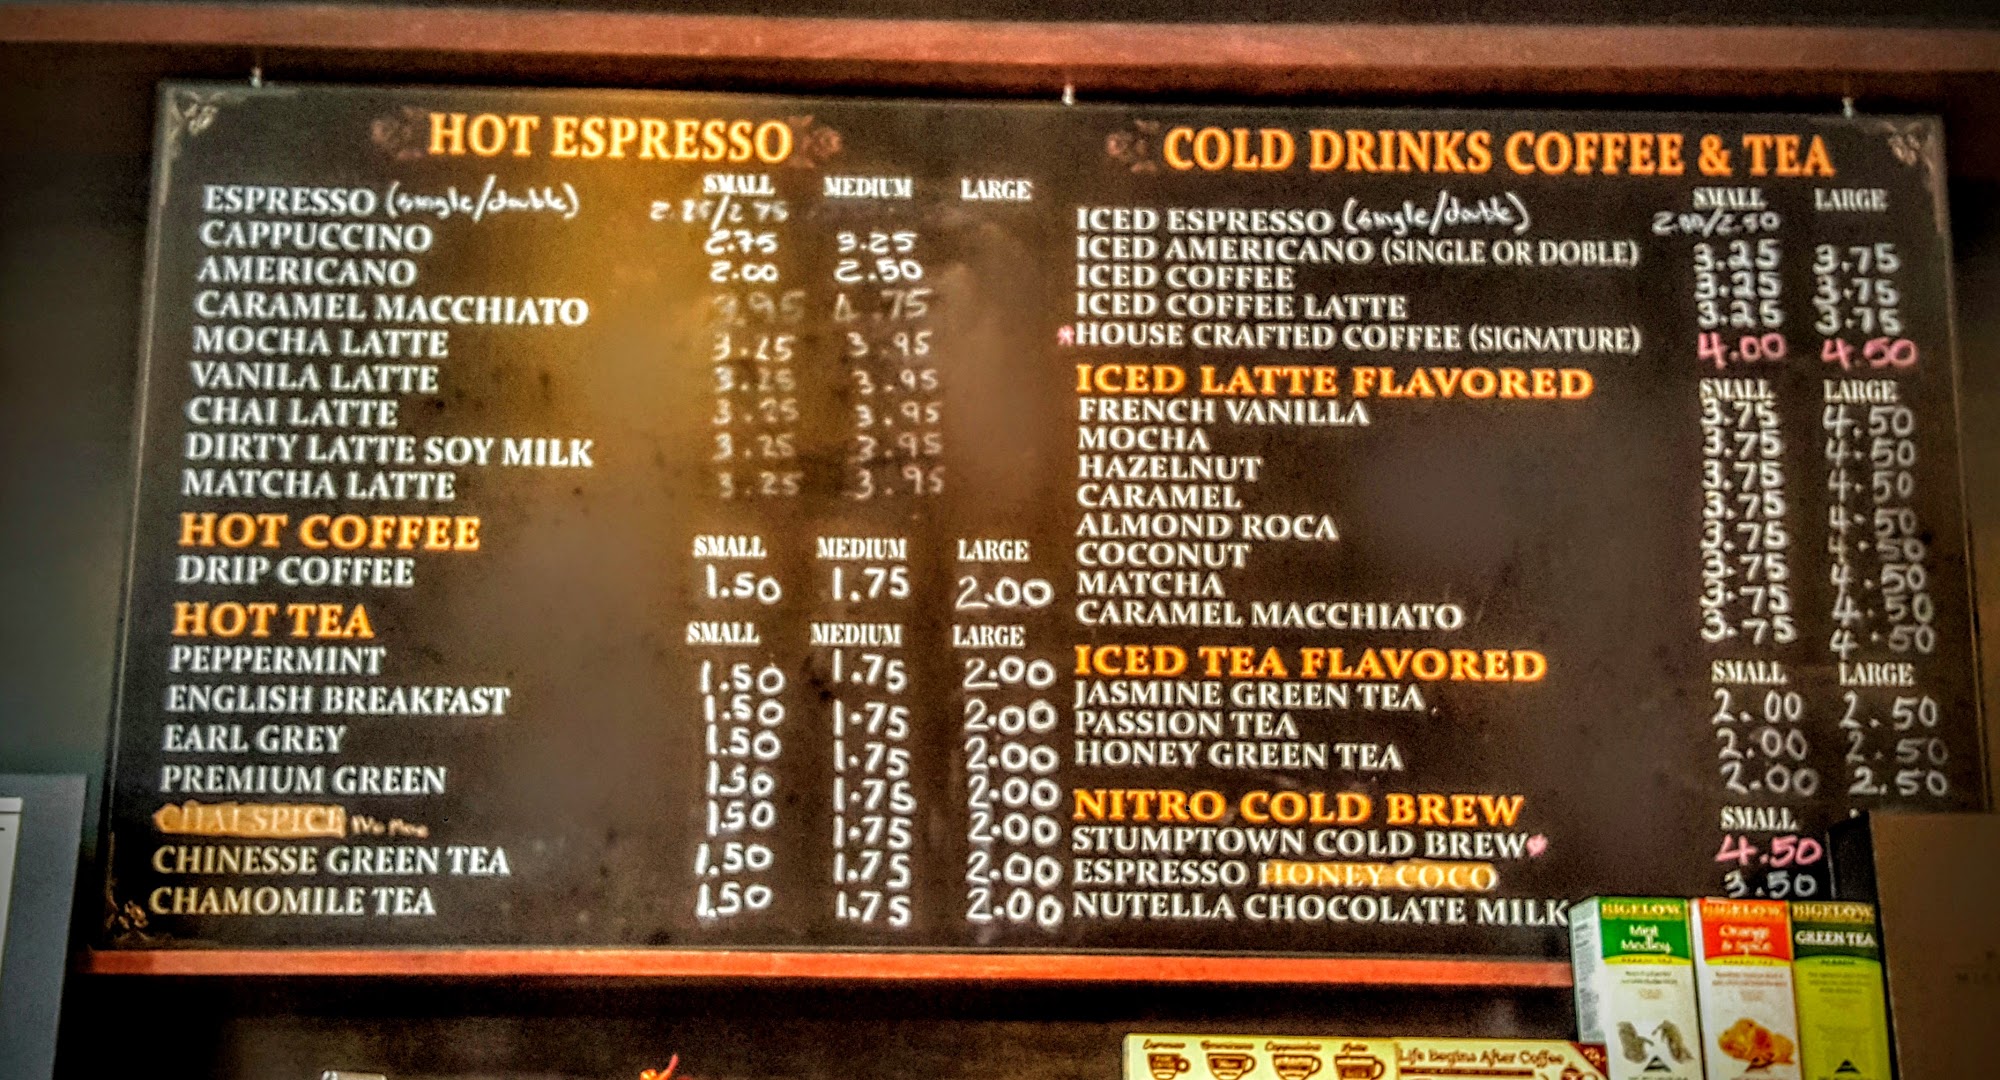 HOT ESPRESSO
SMALL MEDIUM LARGE
ESPRESSO (single/double) 2.25/2.75
CAPPUCCINO 2.75 3.25
AMERICANO 2.00 2.50
CARAMEL MACCHIATO 3.95 4.75
MOCHA LATTE 3.25 3.95
VANILA LATTE 3.25 3.95
CHAI LATTE 3.25 3.95
DIRTY LATTE SOY MILK 3.25 3.95
MATCHA LATTE 3.25 3.95
HOT COFFEE SMALL MEDIUM LARGE
DRIP COFFEE 1.50 1.75 2.00
HOT TEA SMALL MEDIUM LARGE
PEPPERMINT 1.50 1.75 2.00
ENGLISH BREAKFAST 1.50 1.75 2.00
EARL GREY 1.50 1.75 2.00
PREMIUM GREEN 1.50 1.75 2.00
CHAI SPICE 1.50 1.75 2.00
CHINESSE GREEN TEA 1.50 1.75 2.00
CHAMOMILE TEA 1.50 1.75 2.00
COLD DRINKS COFFEE & TEA
SMALL LARGE
ICED ESPRESSO (single/double) 2.00/2.50
ICED AMERICANO (SINGLE OR DOBLE) 3.25 3.75
ICED COFFEE 3.25 3.75
ICED COFFEE LATTE 3.25 3.75
*HOUSE CRAFTED COFFEE (SIGNATURE) 4.00 4.50
ICED LATTE FLAVORED SMALL LARGE
FRENCH VANILLA 3.75 4.50
MOCHA 3.75 4.50
HAZELNUT 3.75 4.50
CARAMEL 3.75 4.50
ALMOND ROCA 3.75 4.50
COCONUT 3.75 4.50
MATCHA 3.75 4.50
CARAMEL MACCHIATO 3.75 4.50
ICED TEA FLAVORED SMALL LARGE
JASMINE GREEN TEA 2.00 2.50
PASSION TEA 2.00 2.50
HONEY GREEN TEA 2.00 2.50
NITRO COLD BREW SMALL
STUMPTOWN COLD BREW* 4.50
ESPRESSO HONEY COCO 3.50
NUTELLA CHOCOLATE MILK
BIGELOW
Mint Medley
BIGELOW
Orange & Spice
BIGELOW
GREEN TEA
Life Begins After Coffee